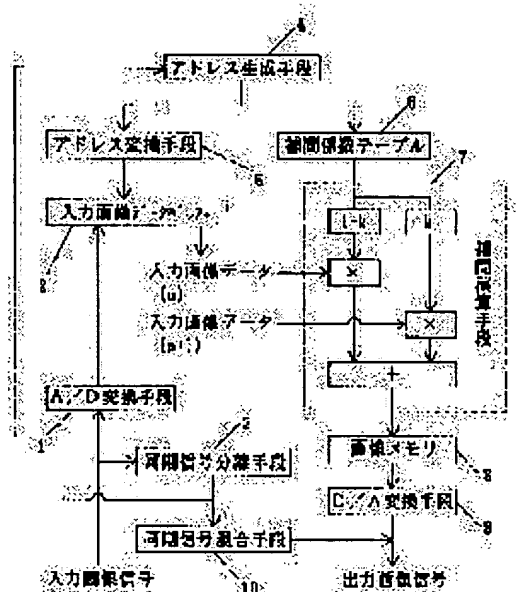 4
アドレス生成手段
6
アドレス変換手段
補間係数テーブル
5
7
入力画像データバッファ
1-k
k
入力画像データ
(n)
×
補間演算手段
入力画像データ
×
+
A/D変換手段
1
2
同期信号分離手段
画像メモリ
8
D/A変換手段
9
同期信号混合手段
入力画像信号
10
出力画像信号